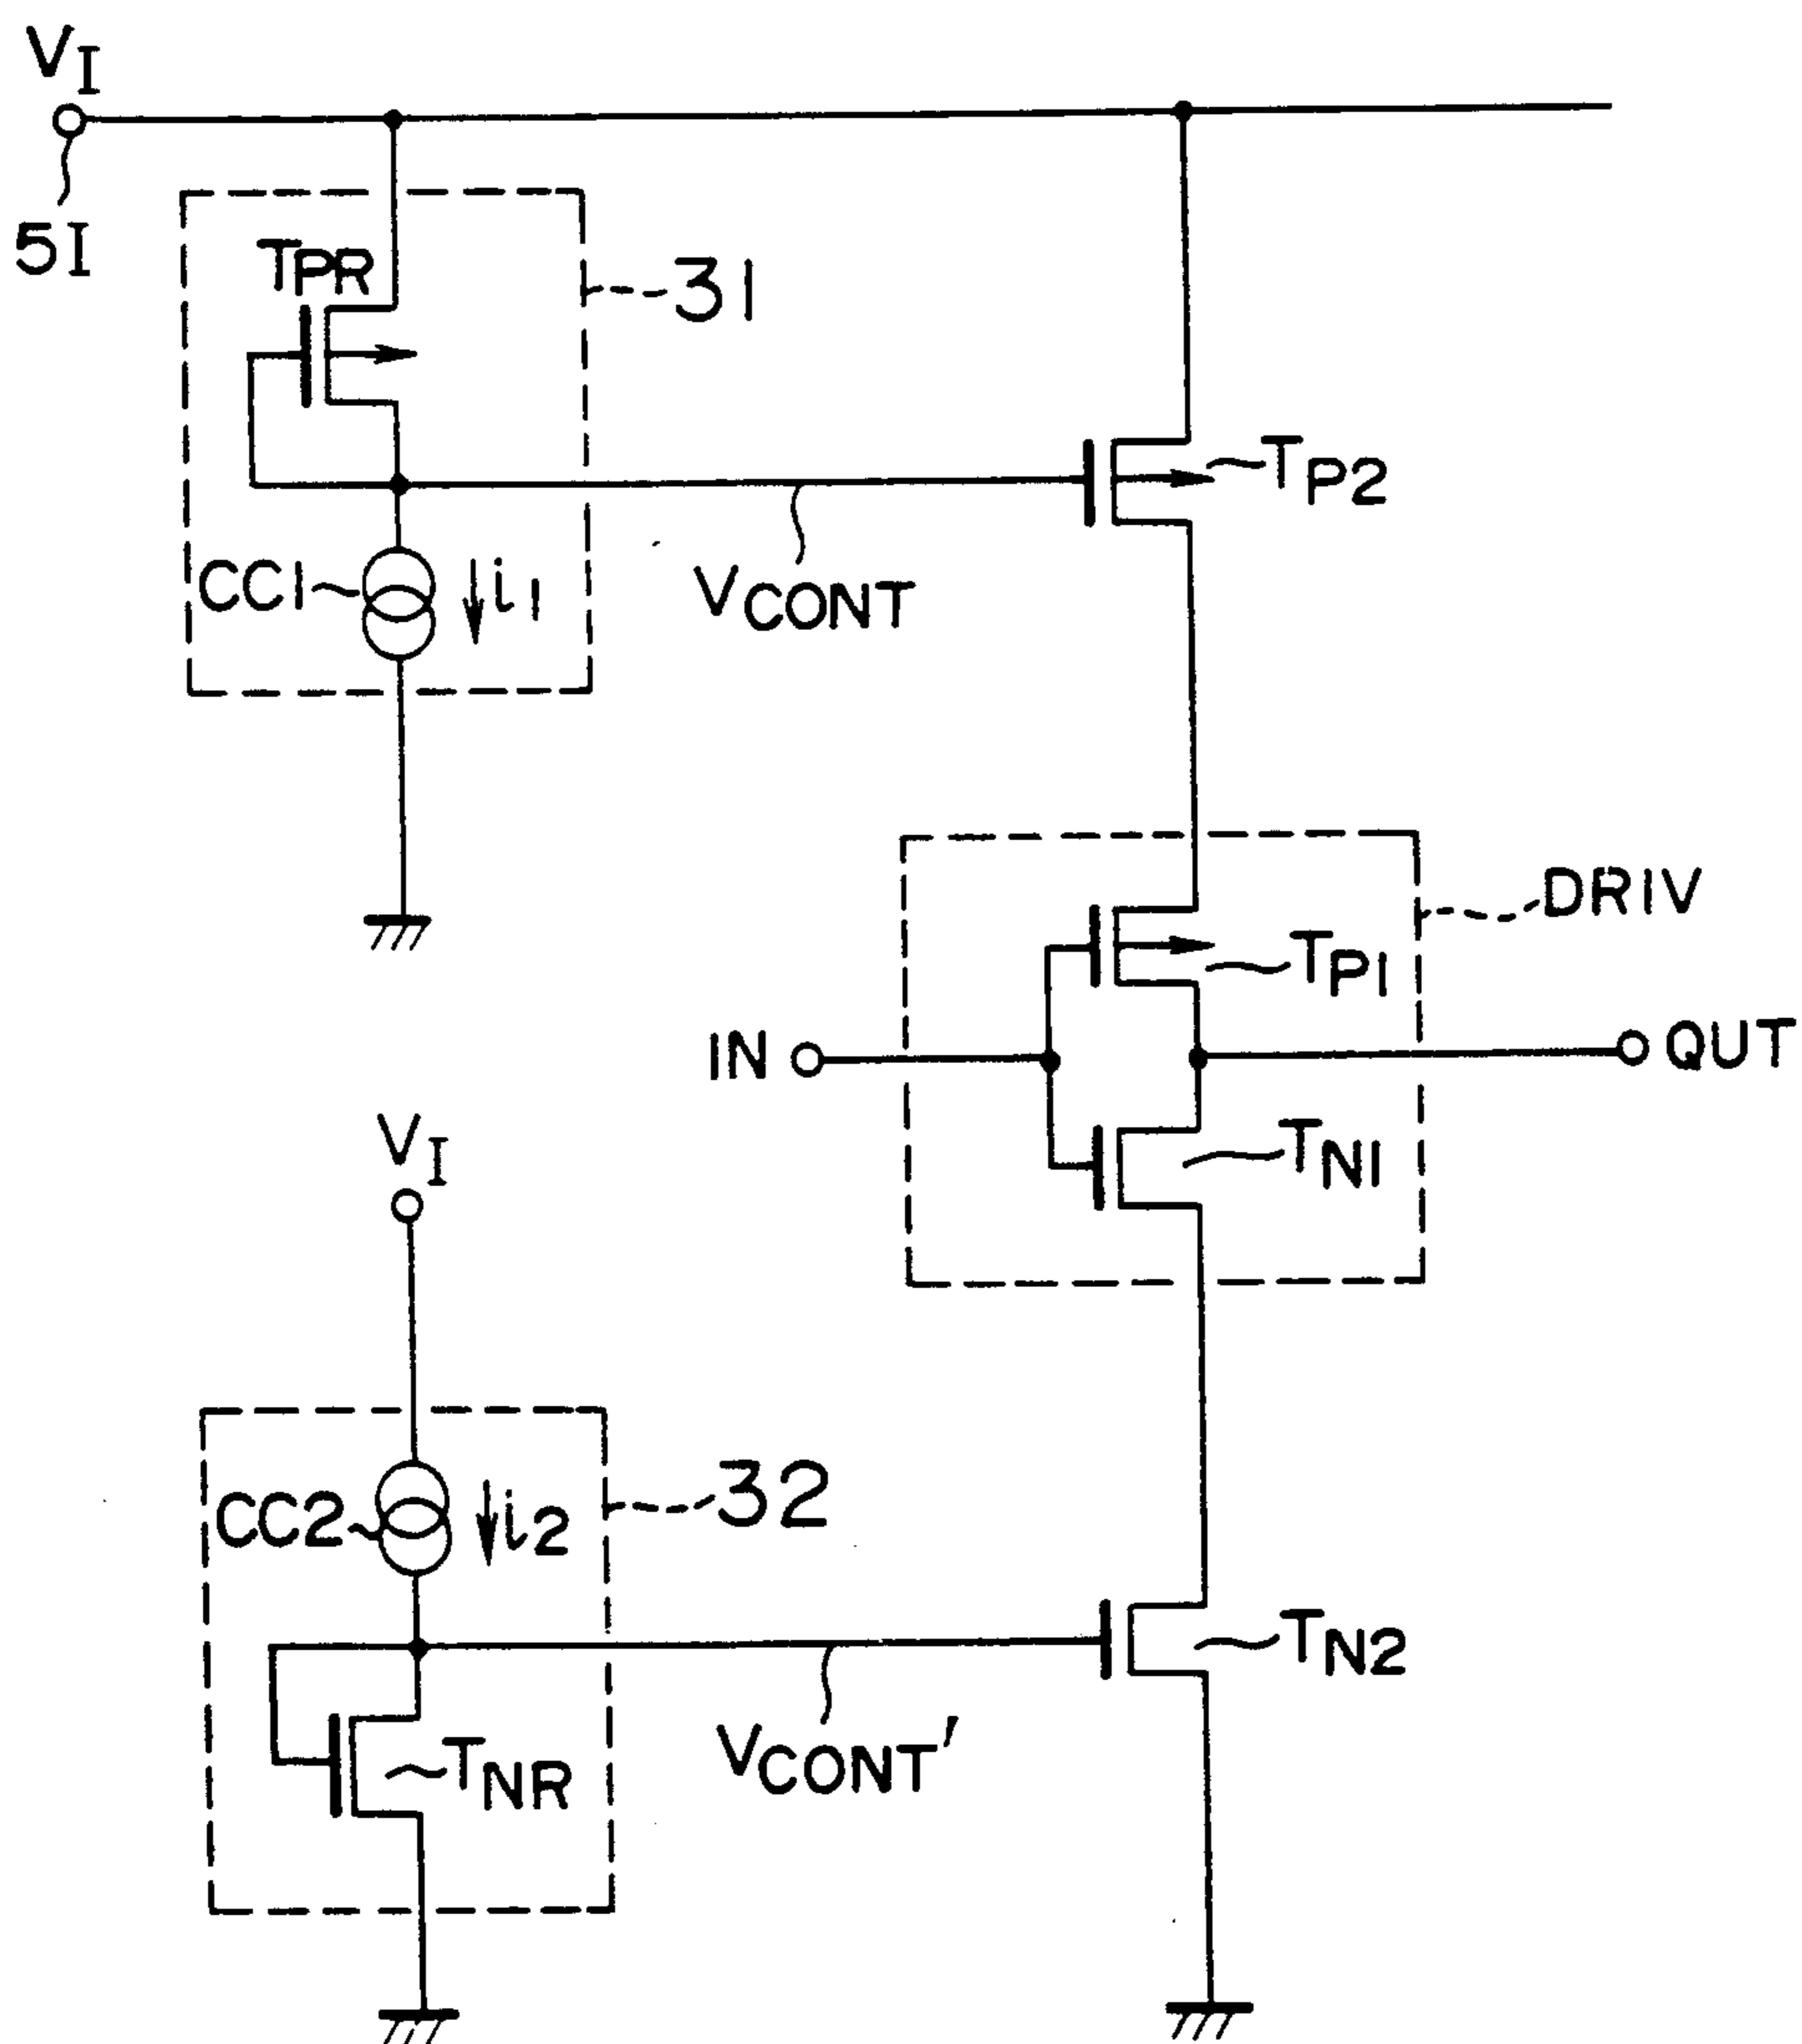 VI
5I
TPR
31
TP2
CC1
i1
VCONT
DRIV
TP1
IN
QUT
TN1
VI
CC2
i2
32
TN2
VCONT'
TNR